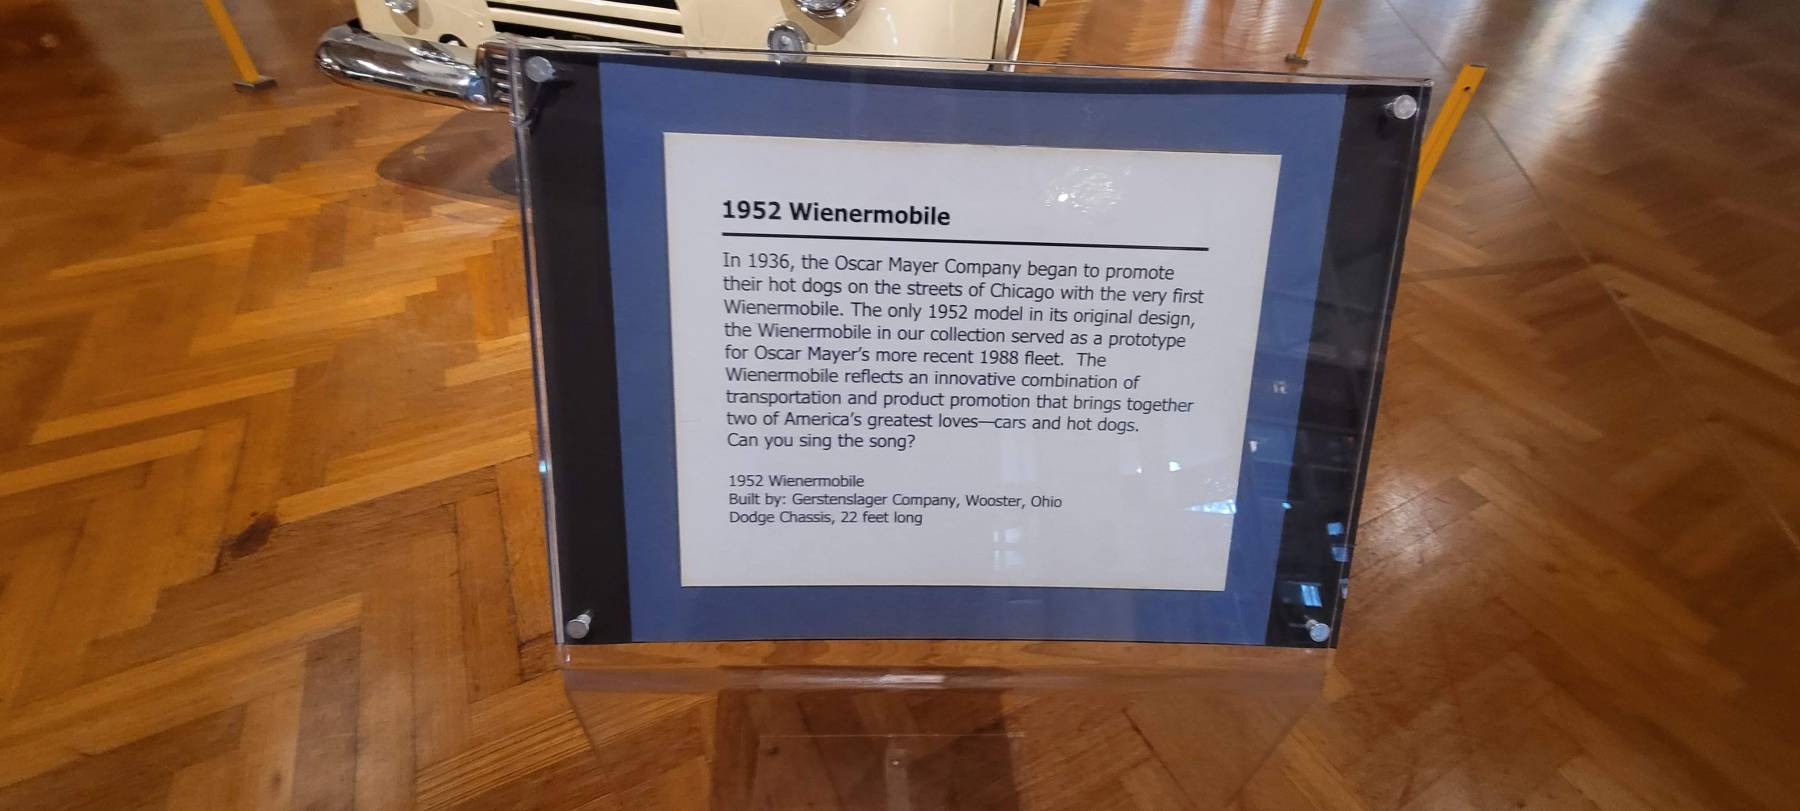 1952 Wienermobile
In 1936, the Oscar Mayer Company began to promote
their hot dogs on the streets of Chicago with the very first
Wienermobile. The only 1952 model in its original design,
the Wienermobile in our collection served as a prototype
for Oscar Mayer’s more recent 1988 fleet.  The
Wienermobile reflects an innovative combination of
transportation and product promotion that brings together
two of America’s greatest loves—cars and hot dogs.
Can you sing the song?
1952 Wienermobile
Built by: Gerstenslager Company, Wooster, Ohio
Dodge Chassis, 22 feet long